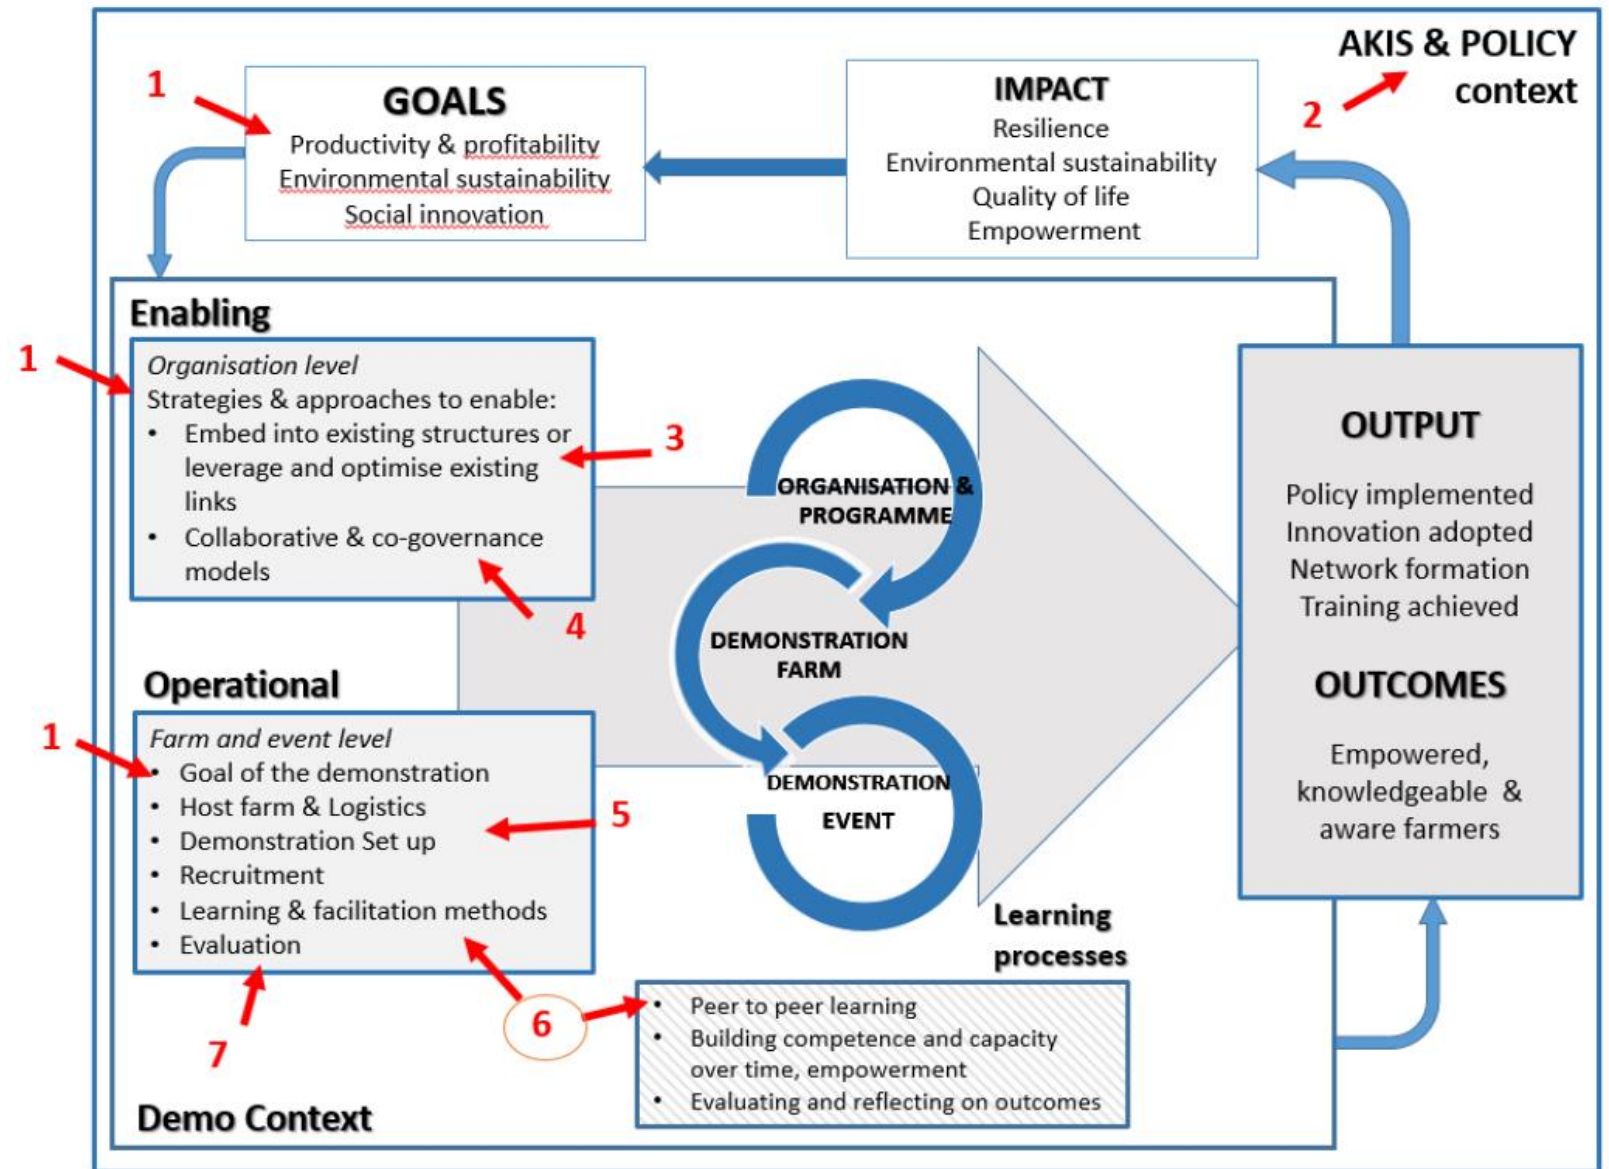 AKIS & POLICY
context
1
2
GOALS
Productivity & profitability
Environmental sustainability
Social innovation
IMPACT
Resilience
Environmental sustainability
Quality of life
Empowerment
Enabling
1
Organisation level
Strategies & approaches to enable:
• Embed into existing structures or
leverage and optimise existing
links
• Collaborative & co-governance
models
3
4
Operational
1
Farm and event level
• Goal of the demonstration
• Host farm & Logistics
• Demonstration Set up
• Recruitment
• Learning & facilitation methods
• Evaluation
5
6
7
ORGANISATION &
PROGRAMME
DEMONSTRATION
FARM
DEMONSTRATION
EVENT
Learning
processes
• Peer to peer learning
• Building competence and capacity
over time, empowerment
• Evaluating and reflecting on outcomes
Demo Context
OUTPUT
Policy implemented
Innovation adopted
Network formation
Training achieved
OUTCOMES
Empowered,
knowledgeable &
aware farmers